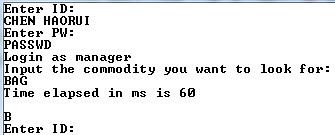 Enter ID:
CHEN HAORUI
Enter PW:
PASSWD
Login as manager
Input the commodity you want to look for:
BAG
Time elapsed in ms is 60
B
Enter ID: